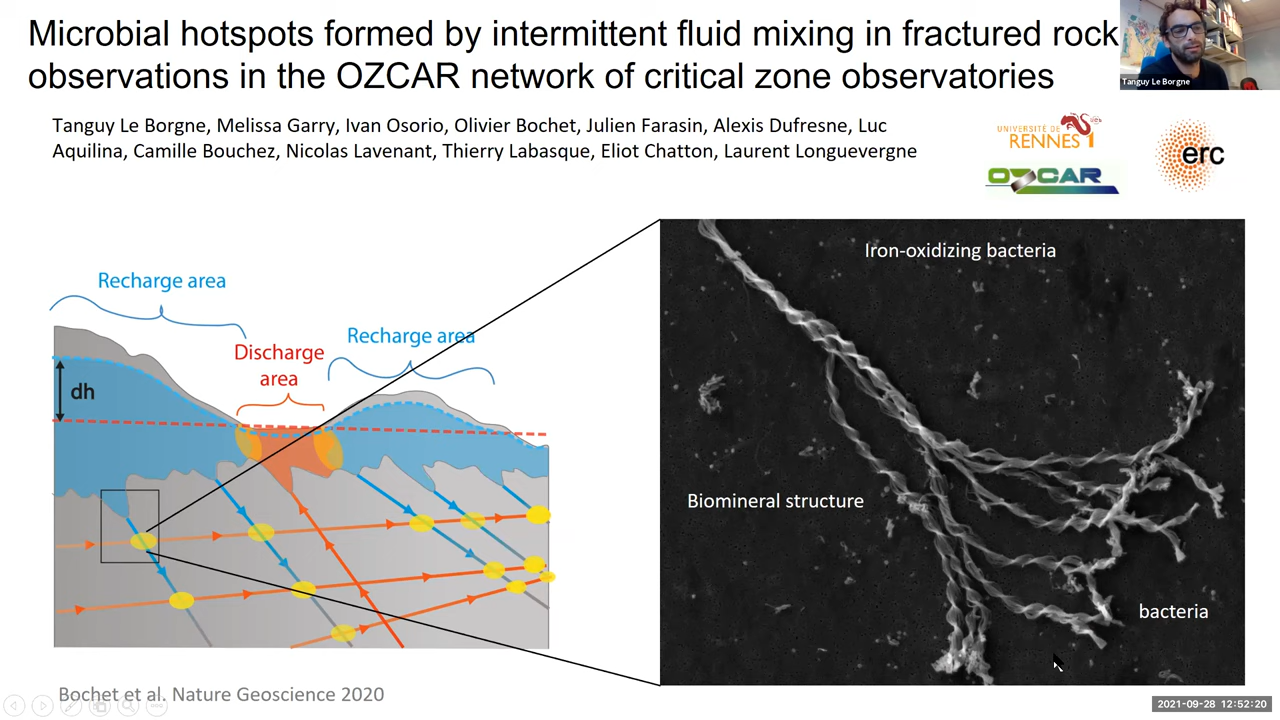 Microbial hotspots formed by intermittent fluid mixing in fractured rock
observations in the OZCAR network of critical zone observatories
Tanguy Le Borgne
Tanguy Le Borgne, Melissa Garry, Ivan Osorio, Olivier Bochet, Julien Farasin, Alexis Dufresne, Luc
Aquilina, Camille Bouchez, Nicolas Lavenant, Thierry Labasque, Eliot Chatton, Laurent Longuevergne
UNIVERSITÉ DE
RENNES 1
OZCAR
erc
Recharge area
Recharge area
Discharge
area
dh
Iron-oxidizing bacteria
Biomineral structure
bacteria
Bochet et al. Nature Geoscience 2020
2021-09-28 12:52:20